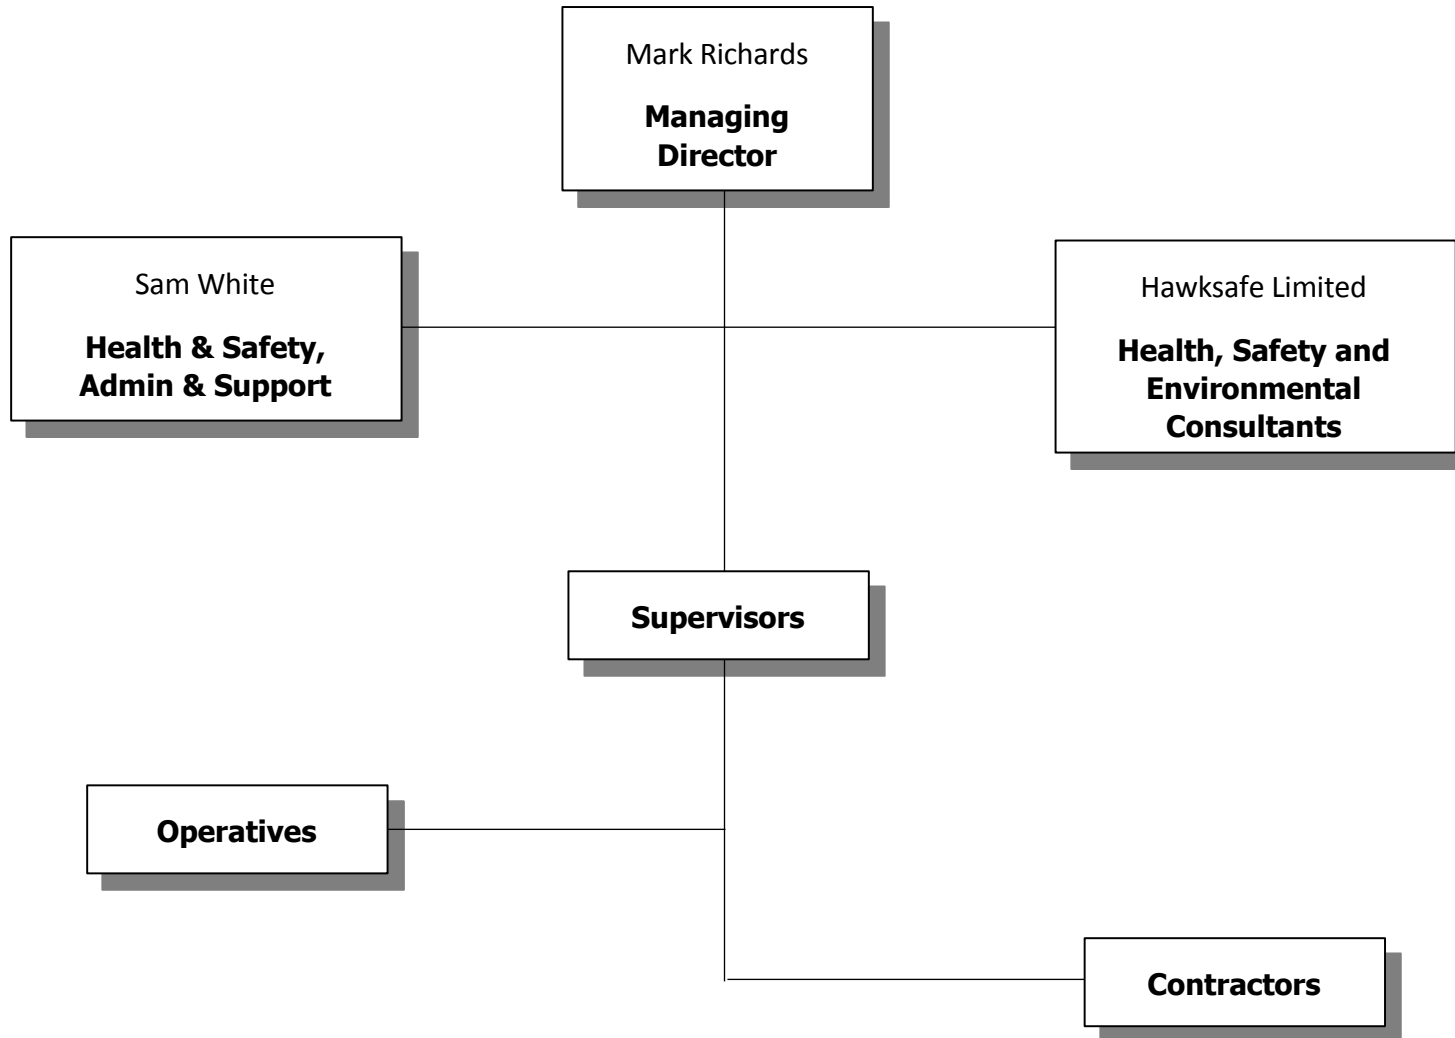 Mark Richards
Managing
Director
Sam White
Health & Safety,
Admin & Support
Hawksafe Limited
Health, Safety and
Environmental
Consultants
Supervisors
Operatives
Contractors